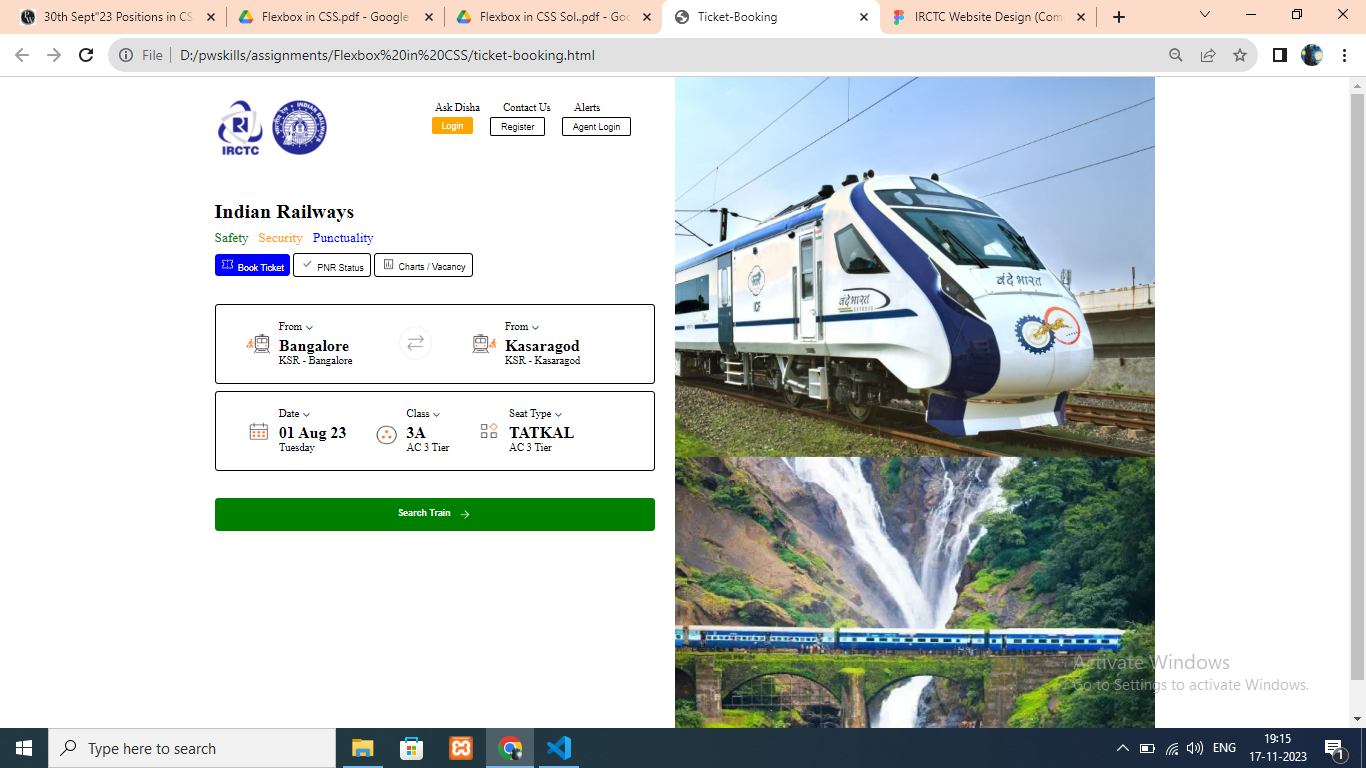 30th Sept"23 Positions in CS
Flexbox in CSS.pdf - Google
Flexbox in CSS Sol..pdf - Goo
Ticket-Booking
IRCTC Website Design (Com
File D:/pwskills/assignments/Flexbox%20in%20CSS/ticket-booking.html
IRCTC
Ask Disha Contact Us Alerts
Login Register Agent Login
Indian Railways
Safety Security Punctuality
Book Ticket PNR Status Charts / Vacancy
From From
Bangalore Kasaragod
KSR - Bangalore KSR - Kasaragod
Date Class Seat Type
01 Aug 23 3A TATKAL
Tuesday AC 3 Tier AC 3 Tier
Search Train
वंदे भारत
वंदे भारत
ICF
Activate Windows
Go to Settings to activate Windows.
Type here to search
ENG
19:15
17-11-2023
1